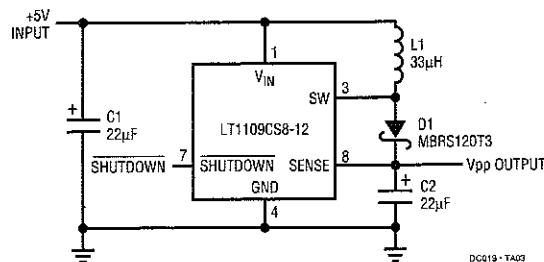 +5V
INPUT
L1
33µH
1
VIN
SW
3
C1
22µF
+
LT1109CS8-12
D1
MBRS120T3
SHUTDOWN
7
SHUTDOWN
SENSE
8
Vpp OUTPUT
GND
4
+
C2
22µF
DC019 • TA03